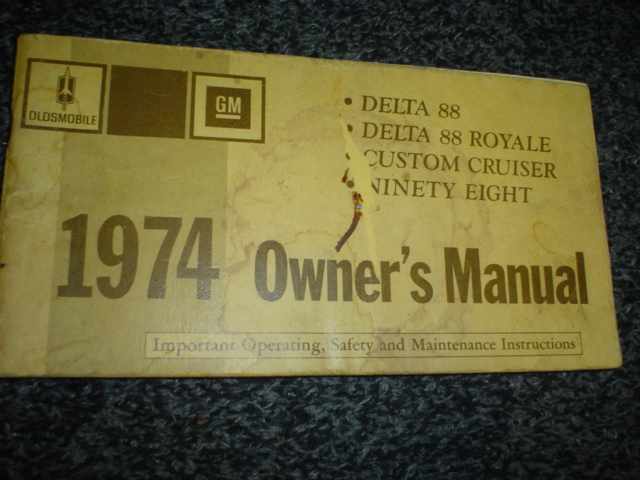 OLDSMOBILE
GM
• DELTA 88
• DELTA 88 ROYALE
• CUSTOM CRUISER
• NINETY EIGHT
1974 Owner's Manual
Important Operating, Safety and Maintenance Instructions